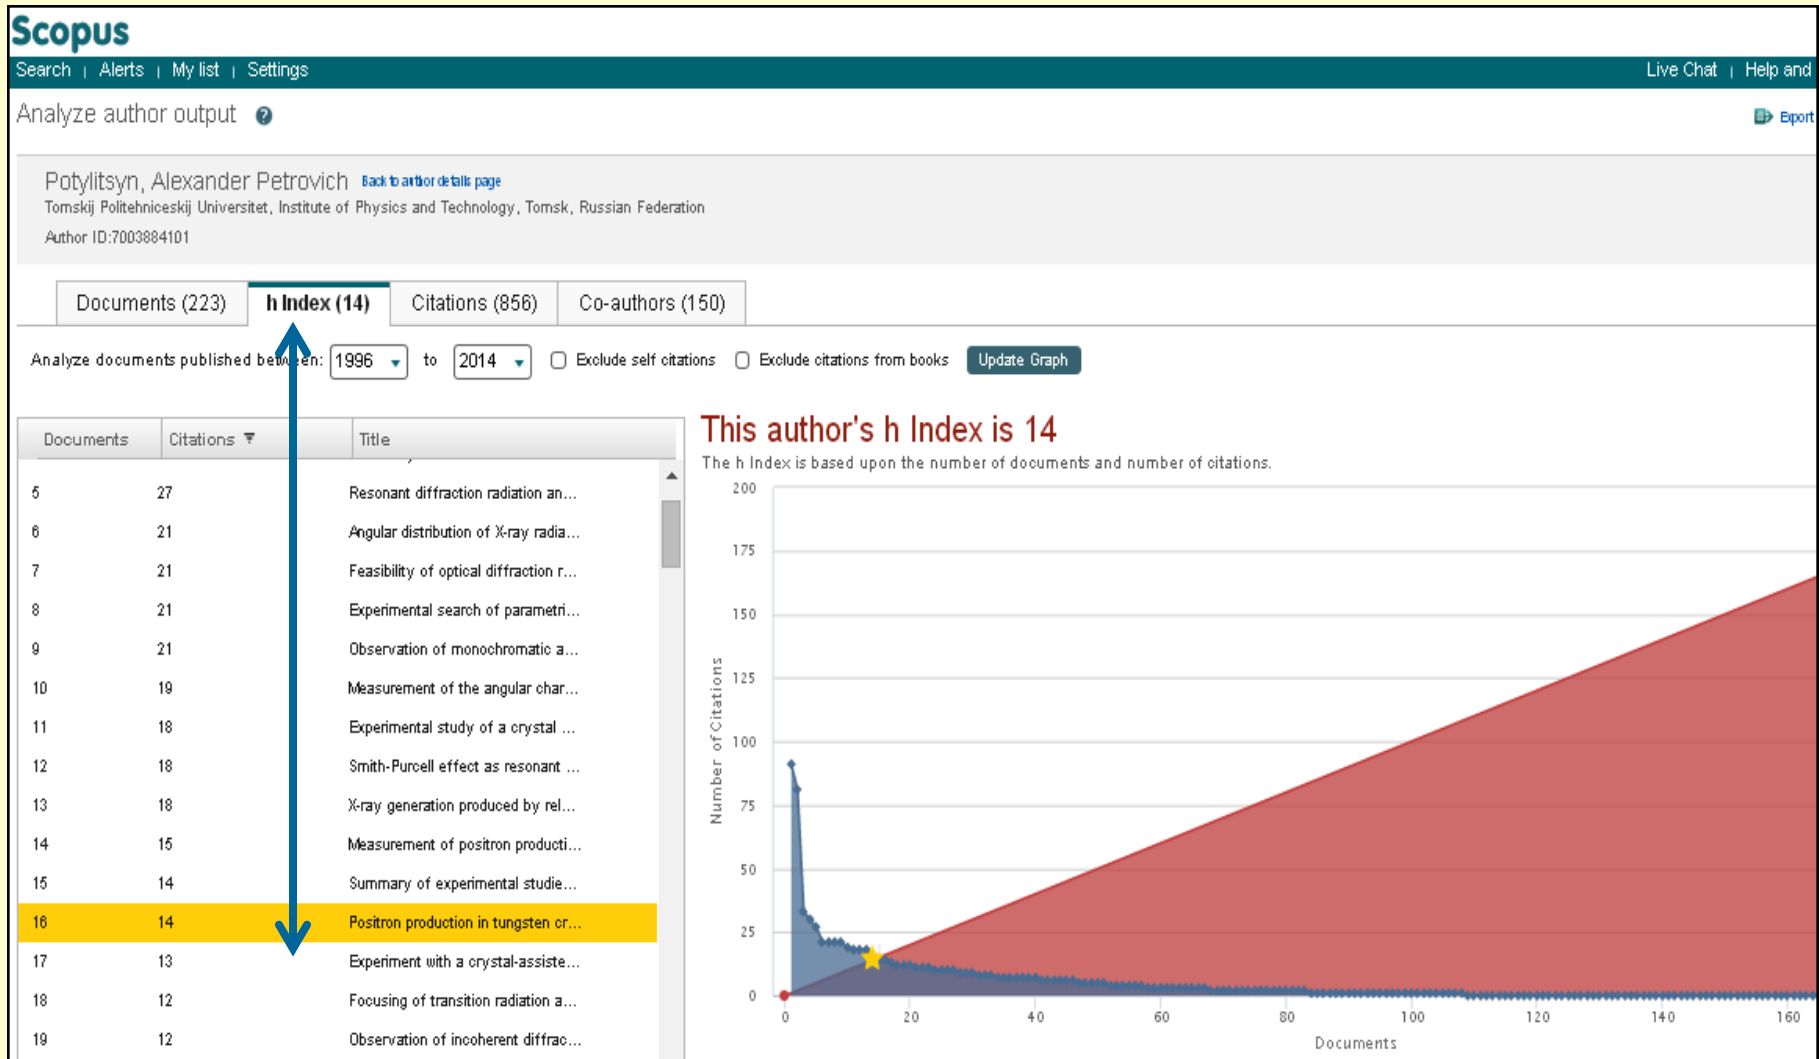 Scopus
Search | Alerts | My list | Settings Live Chat | Help and
Analyze author output ? Export
Potylitsyn, Alexander Petrovich Back to author details page
Tomskij Politehniceskij Universitet, Institute of Physics and Technology, Tomsk, Russian Federation
Author ID:7003884101
Documents (223) h Index (14) Citations (856) Co-authors (150)
Analyze documents published between: 1996 to 2014 Exclude self citations Exclude citations from books Update Graph
Documents Citations Title
5 27 Resonant diffraction radiation an...
6 21 Angular distribution of X-ray radia...
7 21 Feasibility of optical diffraction r...
8 21 Experimental search of parametri...
9 21 Observation of monochromatic a...
10 19 Measurement of the angular char...
11 18 Experimental study of a crystal ...
12 18 Smith-Purcell effect as resonant ...
13 18 X-ray generation produced by rel...
14 15 Measurement of positron producti...
15 14 Summary of experimental studie...
16 14 Positron production in tungsten cr...
17 13 Experiment with a crystal-assiste...
18 12 Focusing of transition radiation a...
19 12 Observation of incoherent diffrac...
This author's h Index is 14
The h Index is based upon the number of documents and number of citations.
200
175
150
125
100
75
50
25
0
Number of Citations
0 20 40 60 80 100 120 140 160
Documents